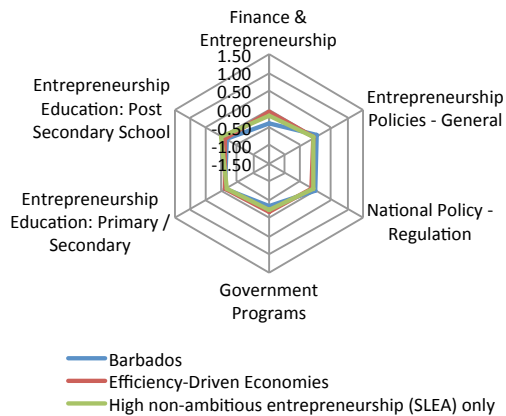 Finance &
Entrepreneurship
1.50
1.00
0.50
0.00
-0.50
-1.00
-1.50
Entrepreneurship
Policies - General
National Policy -
Regulation
Government
Programs
Entrepreneurship
Education: Primary /
Secondary
Entrepreneurship
Education: Post
Secondary School
Barbados
Efficiency-Driven Economies
High non-ambitious entrepreneurship (SLEA) only